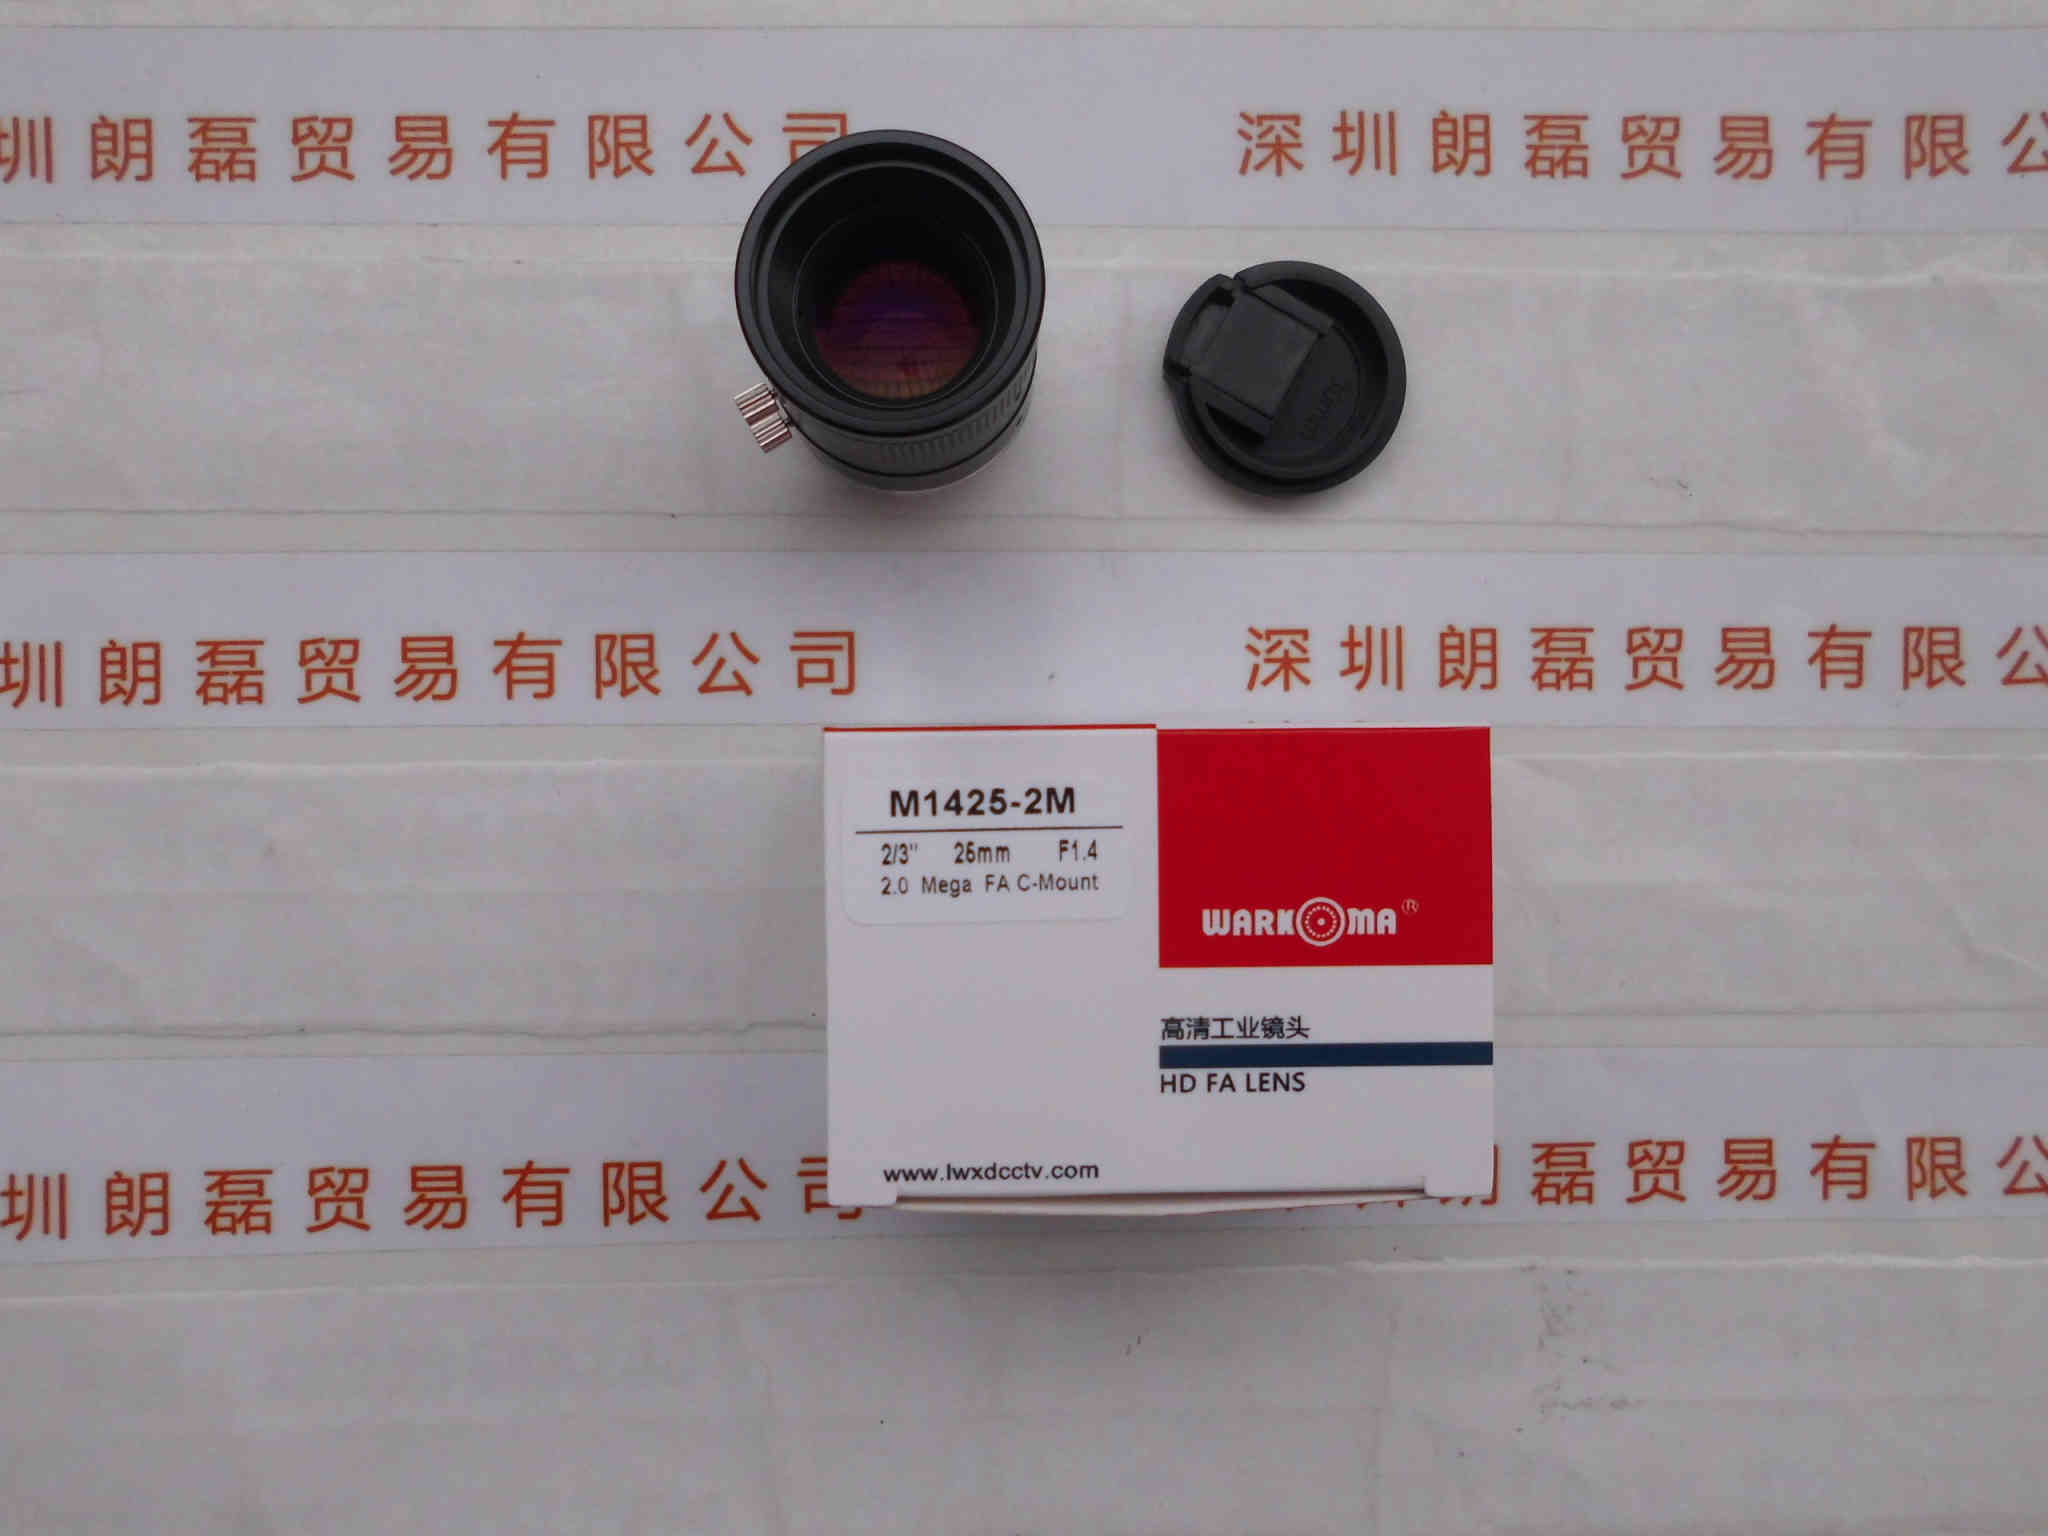 圳朗磊贸易有限公司
深圳朗磊贸易有限公
圳朗磊贸易有限公司
深圳朗磊贸易有限公
M1425-2M
2/3" 25mm F1.4
2.0 Mega FA C-Mount
WARKOMA®
高清工业镜头
HD FA LENS
www.lwxdcctv.com
圳朗磊贸易有限公司
圳朗磊贸易有限公